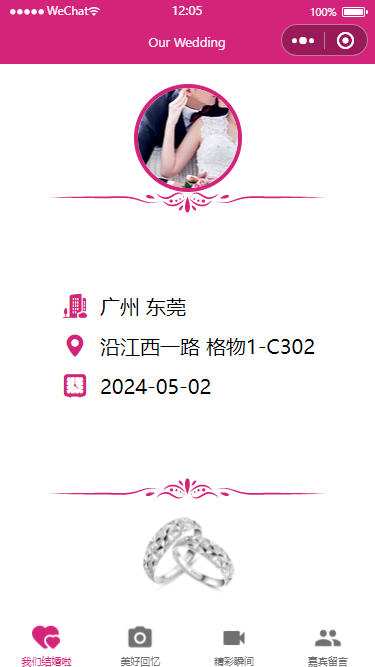 WeChat
12:05
100%
Our Wedding
广州 东莞
沿江西一路 格物1-C302
2024-05-02
我们结婚啦
美好回忆
精彩瞬间
嘉宾留言